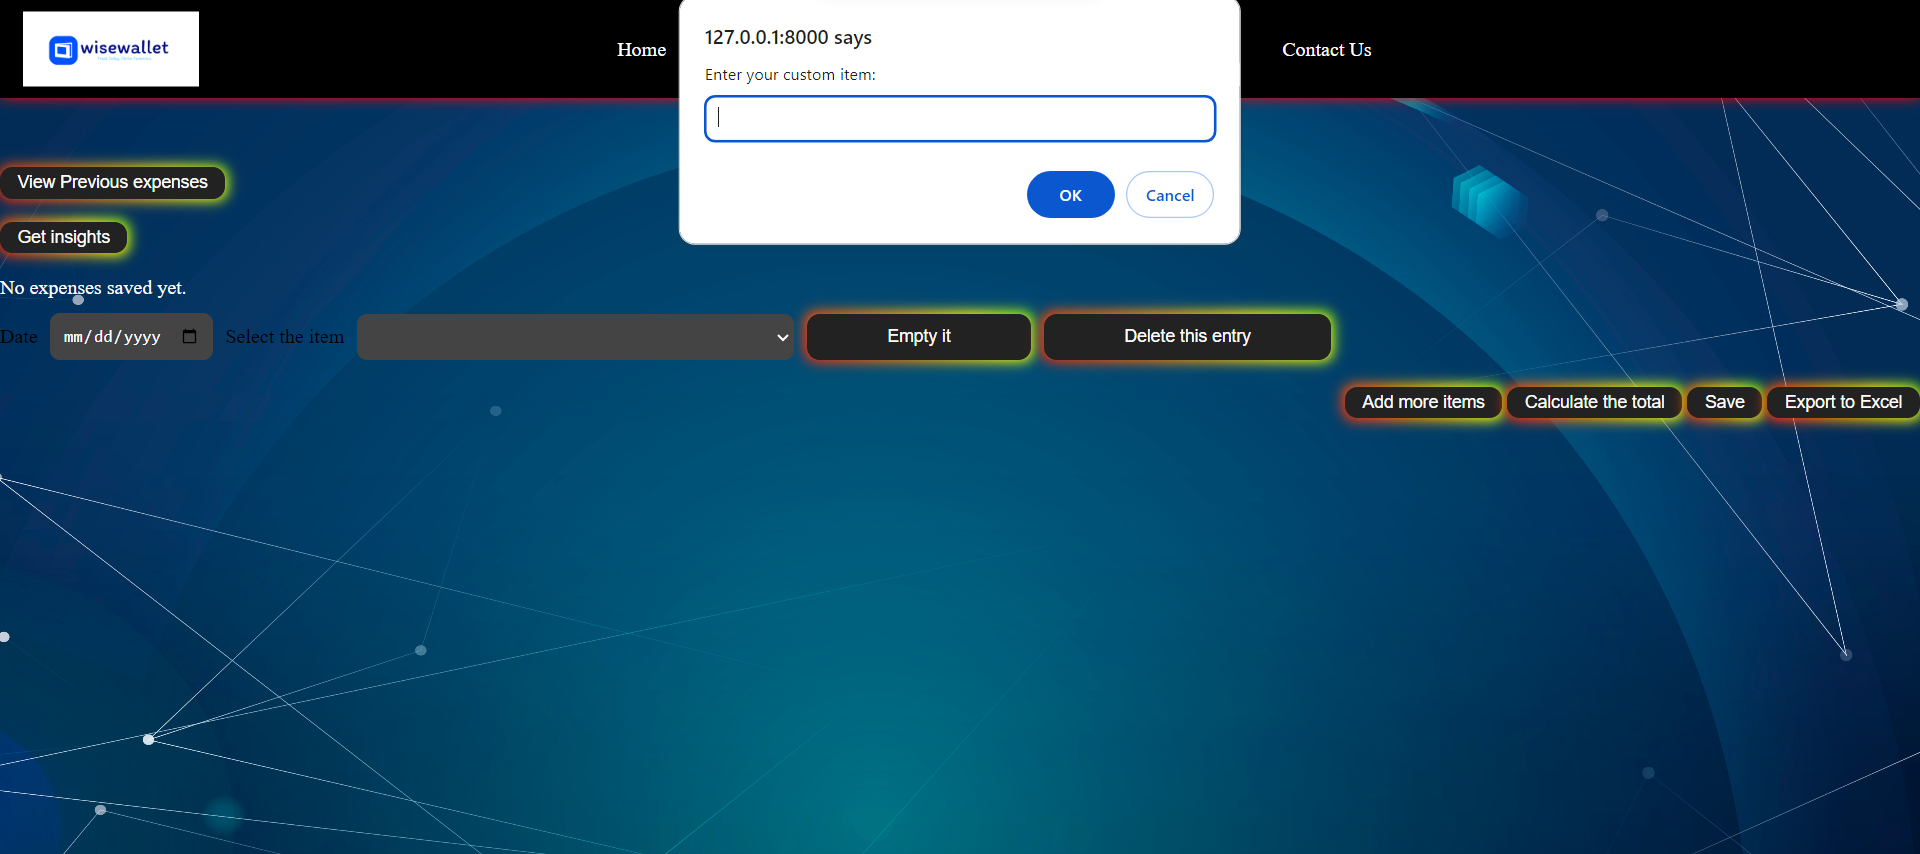 wisewallet
Home
Contact Us
127.0.0.1:8000 says
Enter your custom item:
OK
Cancel
View Previous expenses
Get insights
No expenses saved yet.
Date
mm/dd/yyyy
Select the item
Empty it
Delete this entry
Add more items
Calculate the total
Save
Export to Excel